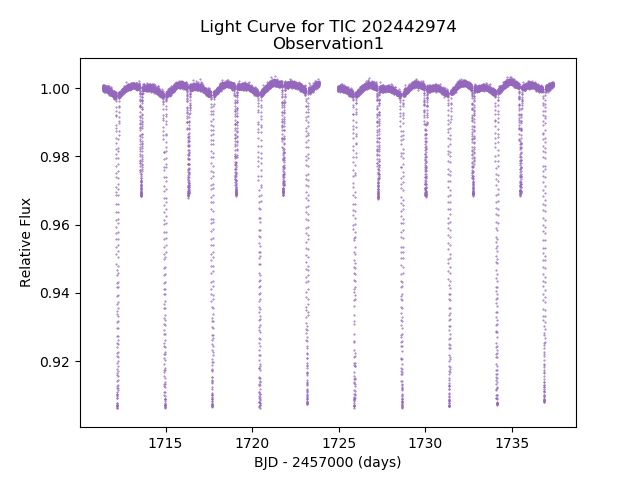 Light Curve for TIC 202442974
Observation1
1.00
0.98
0.96
0.94
0.92
Relative Flux
1715
1720
1725
1730
1735
BJD - 2457000 (days)